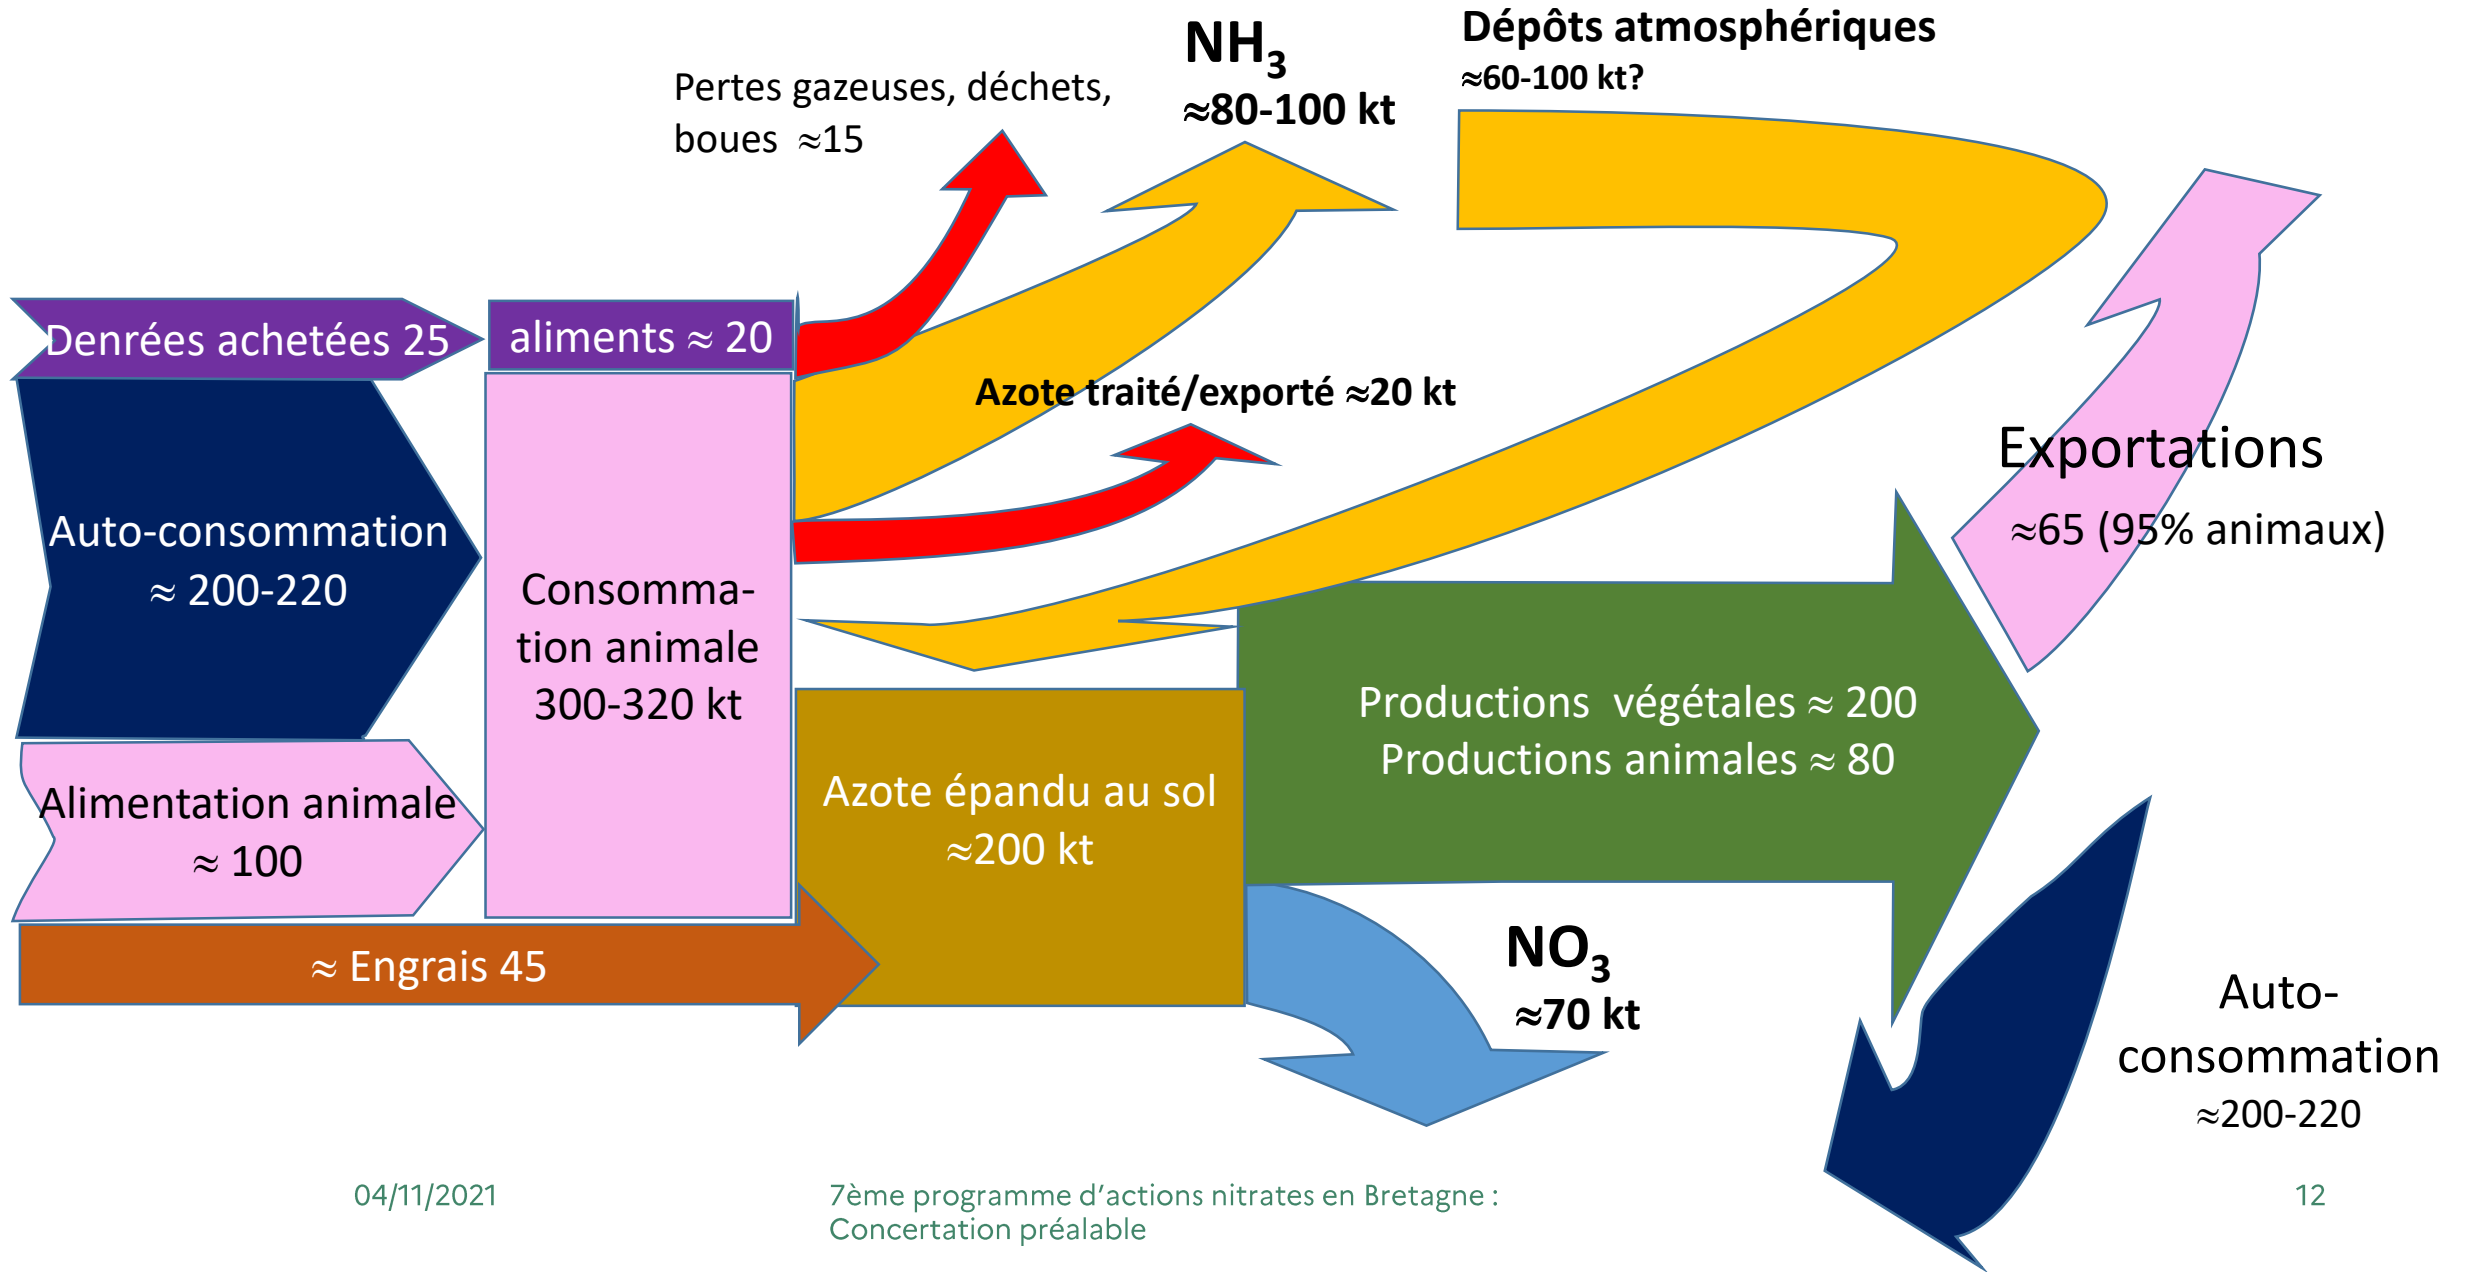 Dépôts atmosphériques
≈60-100 kt?
NH3
≈80-100 kt
Pertes gazeuses, déchets,
boues ≈15
Denrées achetées 25
aliments ≈ 20
Azote traité/exporté ≈20 kt
Exportations
≈65 (95% animaux)
Auto-consommation
≈ 200-220
Consomma-
tion animale
300-320 kt
Productions végétales ≈ 200
Productions animales ≈ 80
Alimentation animale
≈ 100
Azote épandu au sol
≈200 kt
≈ Engrais 45
NO3
≈70 kt
Auto-
consommation
≈200-220
04/11/2021
7ème programme d'actions nitrates en Bretagne :
Concertation préalable
12